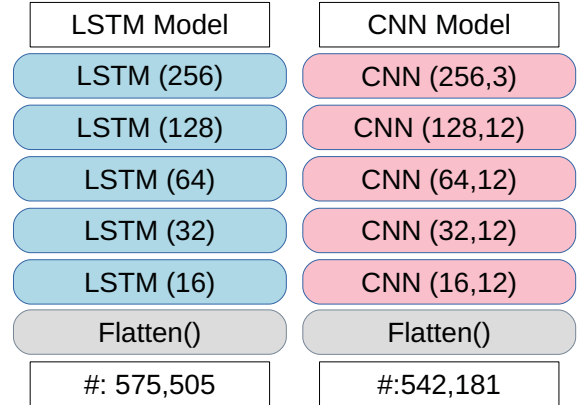 LSTM Model
LSTM (256)
LSTM (128)
LSTM (64)
LSTM (32)
LSTM (16)
Flatten()
#: 575,505
CNN Model
CNN (256,3)
CNN (128,12)
CNN (64,12)
CNN (32,12)
CNN (16,12)
Flatten()
#:542,181